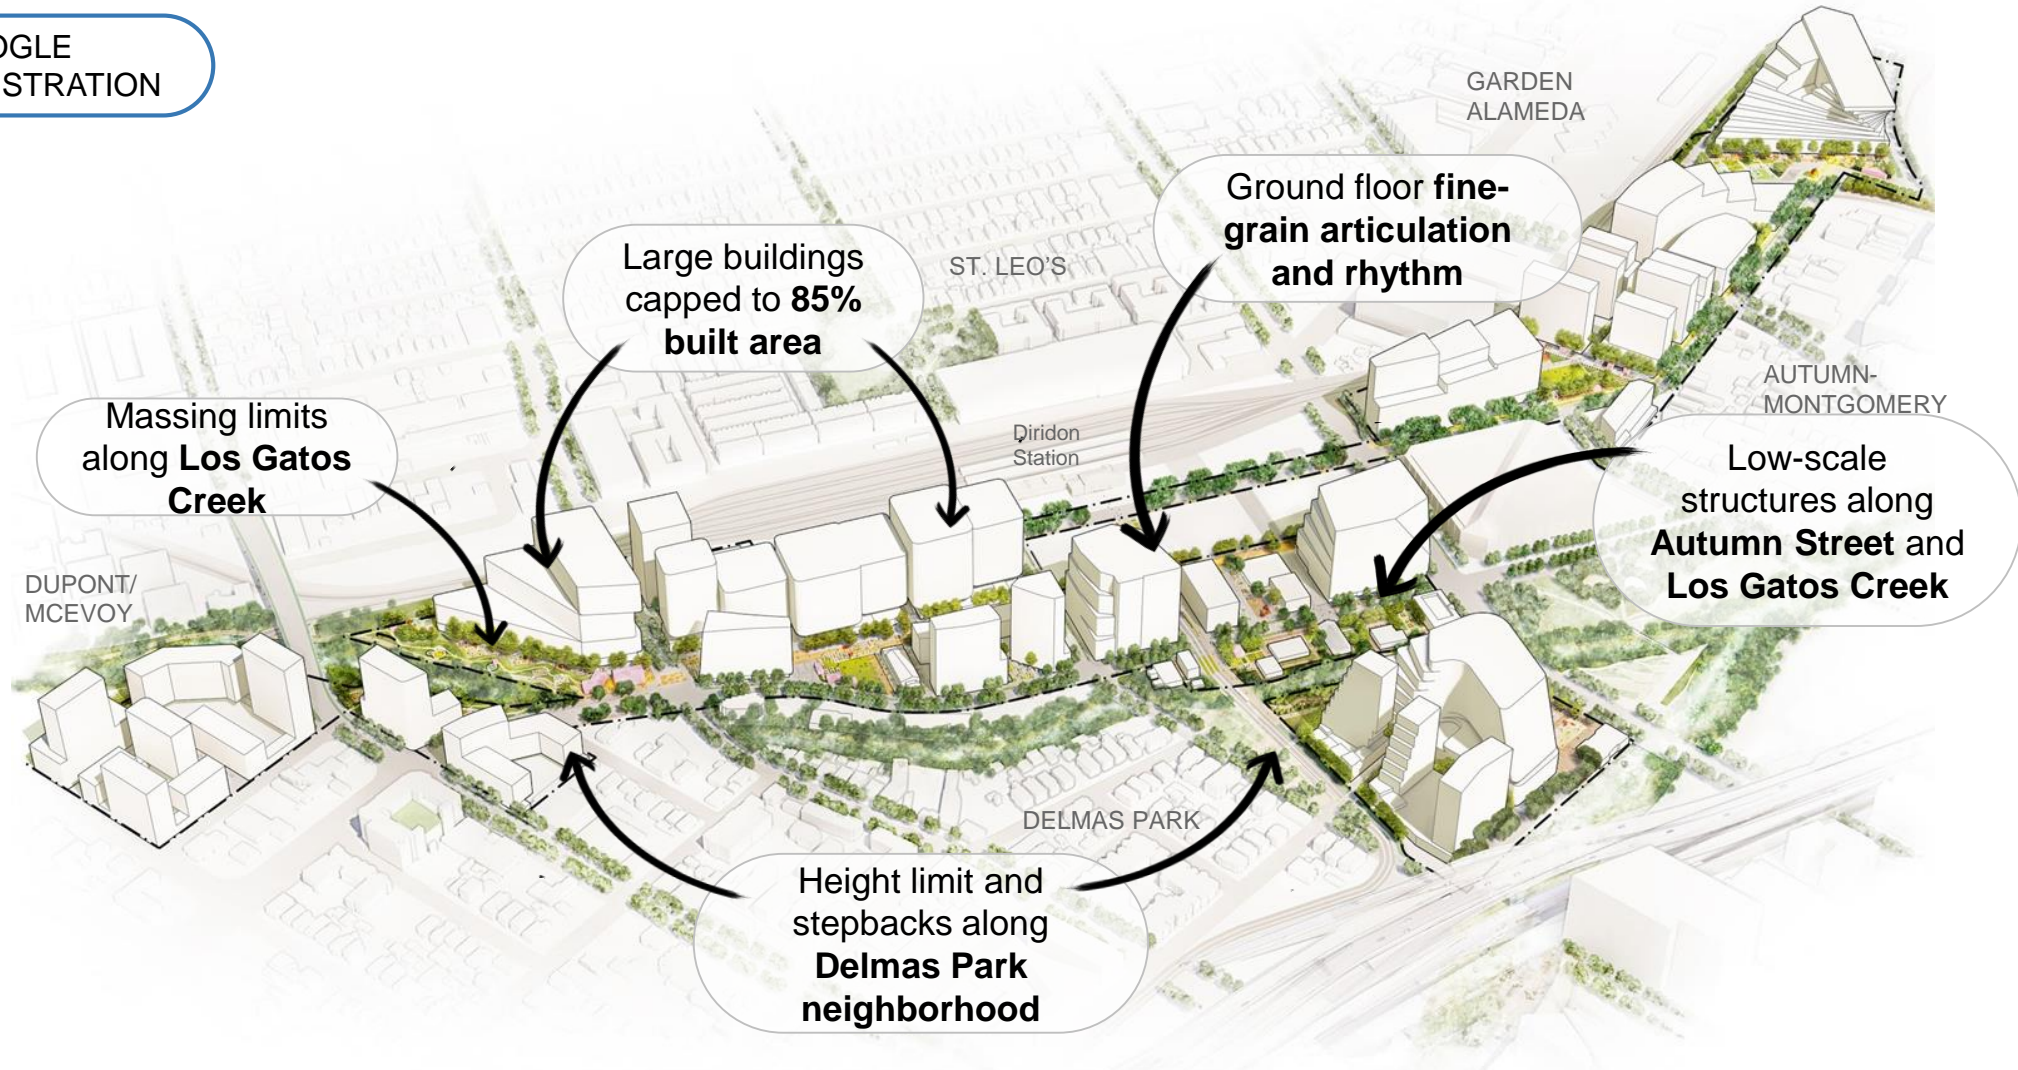 OGLE
STRATION
GARDEN
ALAMEDA
Ground floor fine-
grain articulation
and rhythm
Large buildings
capped to 85%
built area
ST. LEO'S
AUTUMN-
MONTGOMERY
Massing limits
along Los Gatos
Creek
Diridon
Station
Low-scale
structures along
Autumn Street and
Los Gatos Creek
DUPONT/
MCEVOY
DELMAS PARK
Height limit and
stepbacks along
Delmas Park
neighborhood